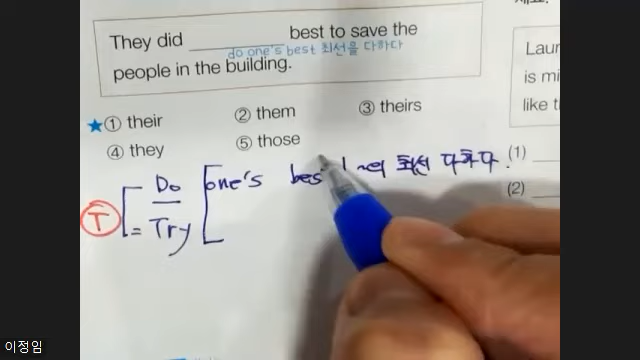 They did ________ best to save the
do one's best 최선을 다하다
people in the building.
★① their ② them ③ theirs
④ they ⑤ those
Laur
is mi
like t
(1)
(2)
T Do one's bes 최선 다하다.
= Try
이정임